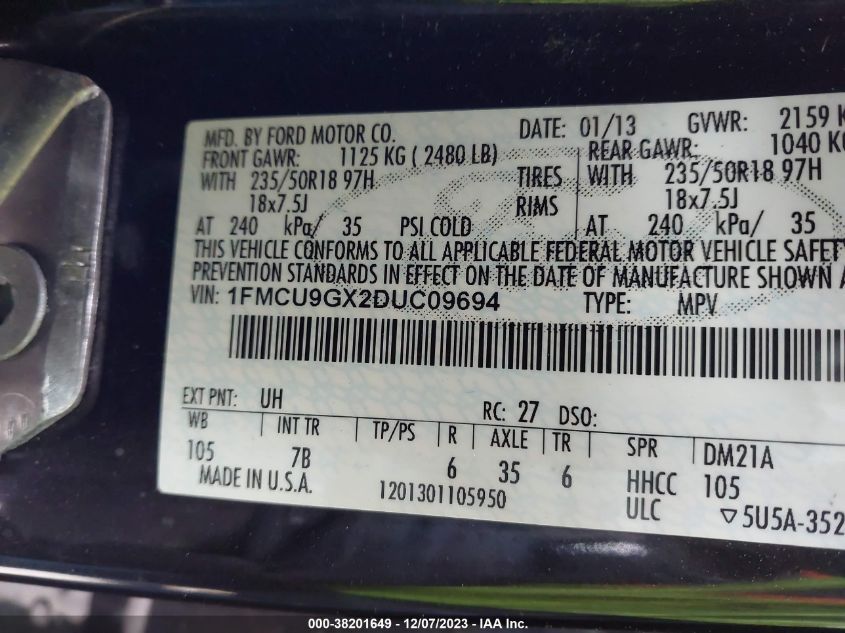 MFD. BY FORD MOTOR CO. DATE: 01/13 GVWR: 2159 K
FRONT GAWR: 1125 KG ( 2480 LB) REAR GAWR: 1040 KG
WITH 235/50R18 97H TIRES WITH 235/50R18 97H
18x7.5J RIMS 18x7.5J
AT 240 kPa/ 35 PSI COLD AT 240 kPa/ 35
THIS VEHICLE CONFORMS TO ALL APPLICABLE FEDERAL MOTOR VEHICLE SAFETY
PREVENTION STANDARDS IN EFFECT ON THE DATE OF MANUFACTURE SHOWN A
VIN: 1FMCU9GX2DUC09694 TYPE: MPV
EXT PNT: UH RC: 27 DSO:
WB INT TR TP/PS R AXLE TR SPR DM21A
105 7B 6 35 6 HHCC 105
MADE IN U.S.A. 1201301105950 ULC ▽5U5A-352
000-38201649 - 12/07/2023 - IAA Inc.